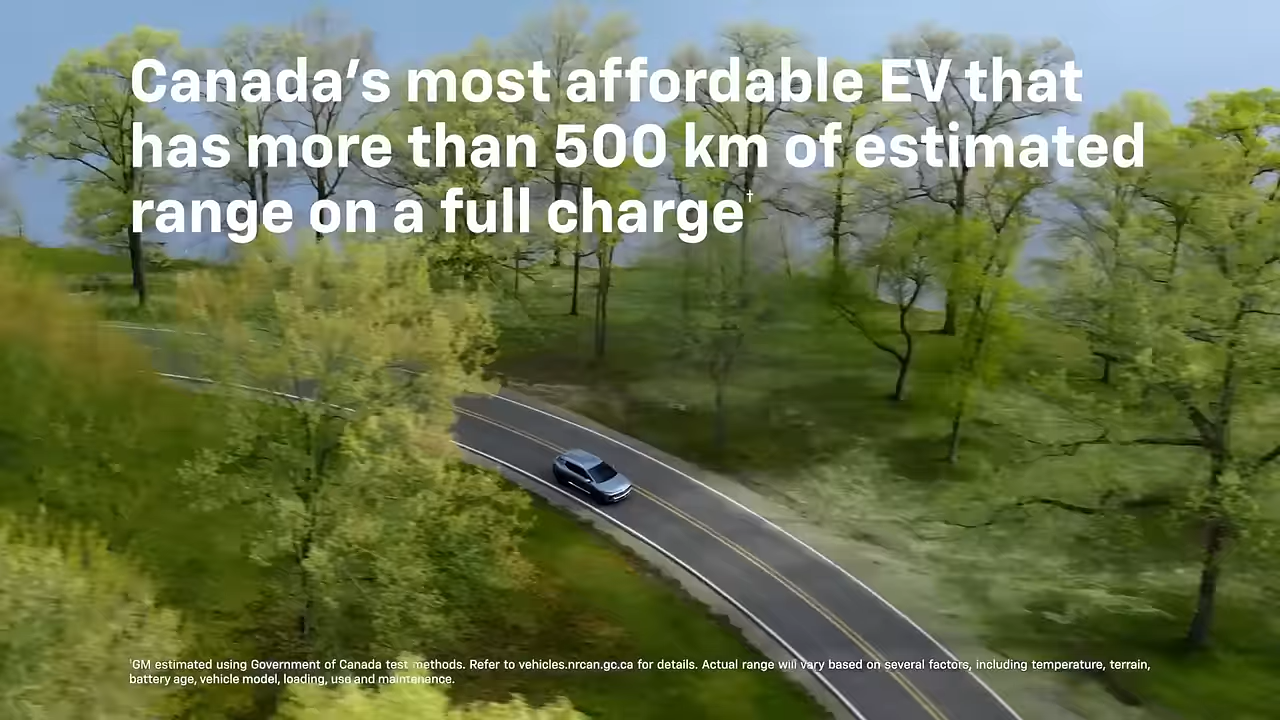 Canada’s most affordable EV that
has more than 500 km of estimated
range on a full charge†
†GM estimated using Government of Canada test methods. Refer to vehicles.nrcan.gc.ca for details. Actual range will vary based on several factors, including temperature, terrain,
battery age, vehicle model, loading, use and maintenance.